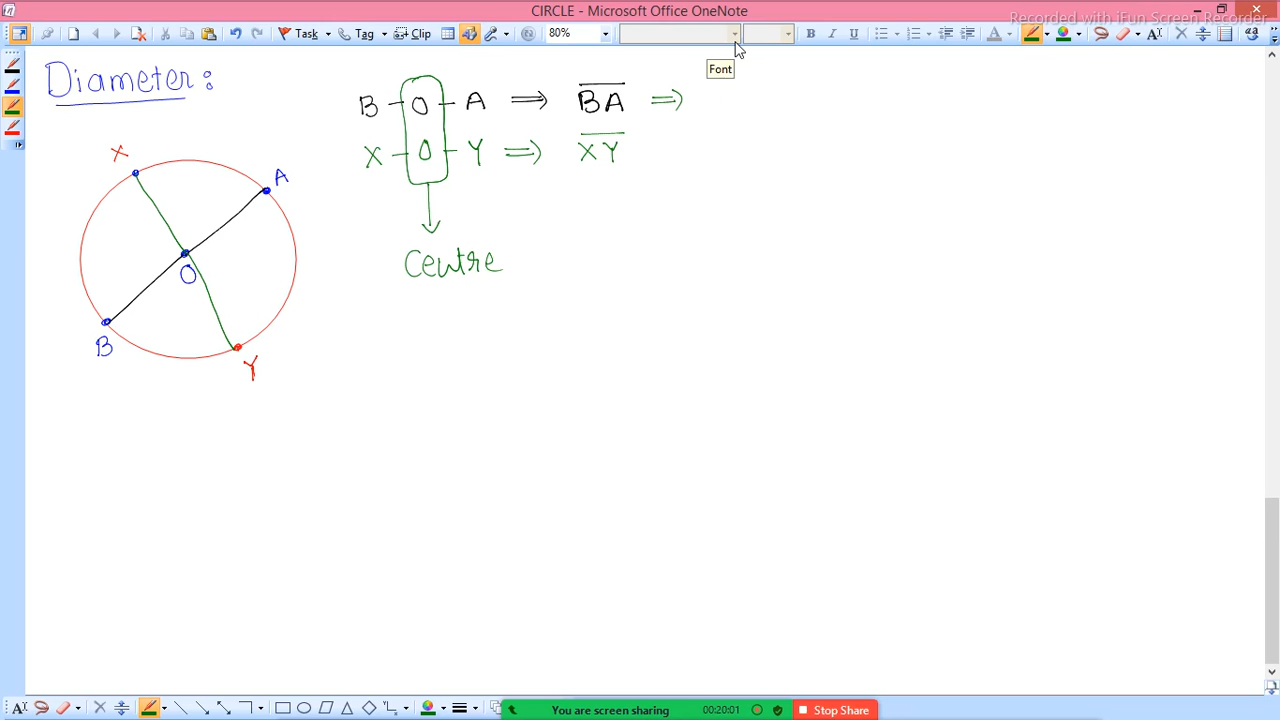 CIRCLE - Microsoft Office OneNote
Recorded with iFun Screen Recorder
Task Tag Clip 80% B I U A
Font
Diameter:
B - O - A ⇒ BA ⇒
X - O - Y ⇒ XY
Centre
X
A
O
B
Y
You are screen sharing 00:20:01 Stop Share